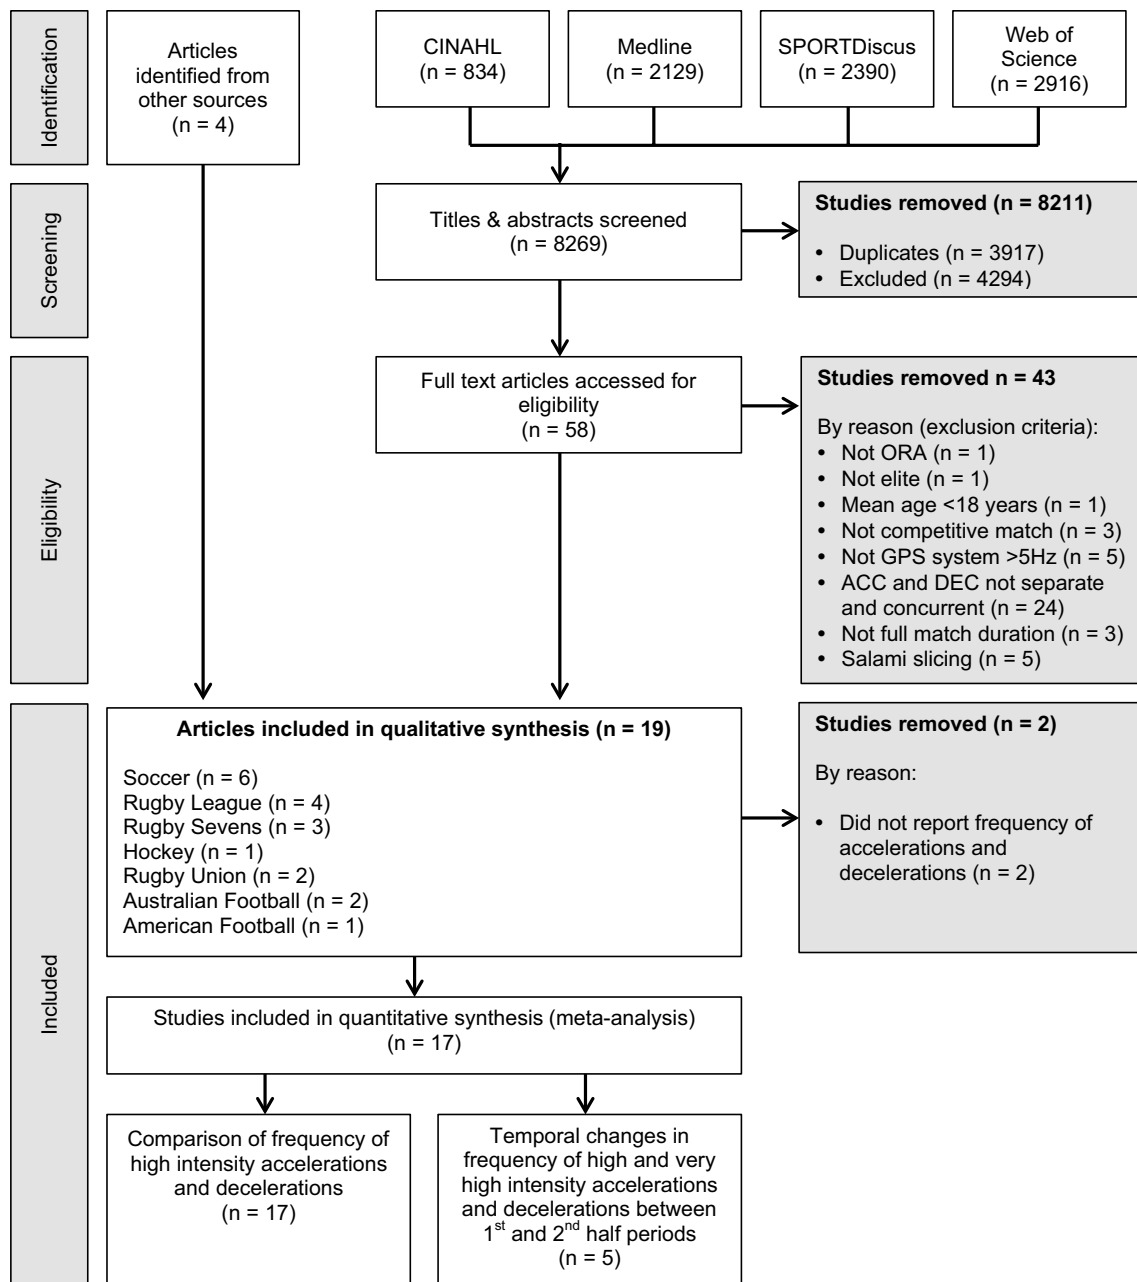 Identification
Articles
identified from
other sources
(n = 4)
CINAHL
(n = 834)
Medline
(n = 2129)
SPORTDiscus
(n = 2390)
Web of
Science
(n = 2916)
Screening
Titles & abstracts screened
(n = 8269)
Studies removed (n = 8211)
• Duplicates (n = 3917)
• Excluded (n = 4294)
Eligibility
Full text articles accessed for
eligibility
(n = 58)
Studies removed n = 43
By reason (exclusion criteria):
• Not ORA (n = 1)
• Not elite (n = 1)
• Mean age <18 years (n = 1)
• Not competitive match (n = 3)
• Not GPS system >5Hz (n = 5)
• ACC and DEC not separate
and concurrent (n = 24)
• Not full match duration (n = 3)
• Salami slicing (n = 5)
Included
Articles included in qualitative synthesis (n = 19)
Soccer (n = 6)
Rugby League (n = 4)
Rugby Sevens (n = 3)
Hockey (n = 1)
Rugby Union (n = 2)
Australian Football (n = 2)
American Football (n = 1)
Studies removed (n = 2)
By reason:
• Did not report frequency of
accelerations and
decelerations (n = 2)
Studies included in quantitative synthesis (meta-analysis)
(n = 17)
Comparison of frequency of
high intensity accelerations
and decelerations
(n = 17)
Temporal changes in
frequency of high and very
high intensity accelerations
and decelerations between
1st and 2nd half periods
(n = 5)